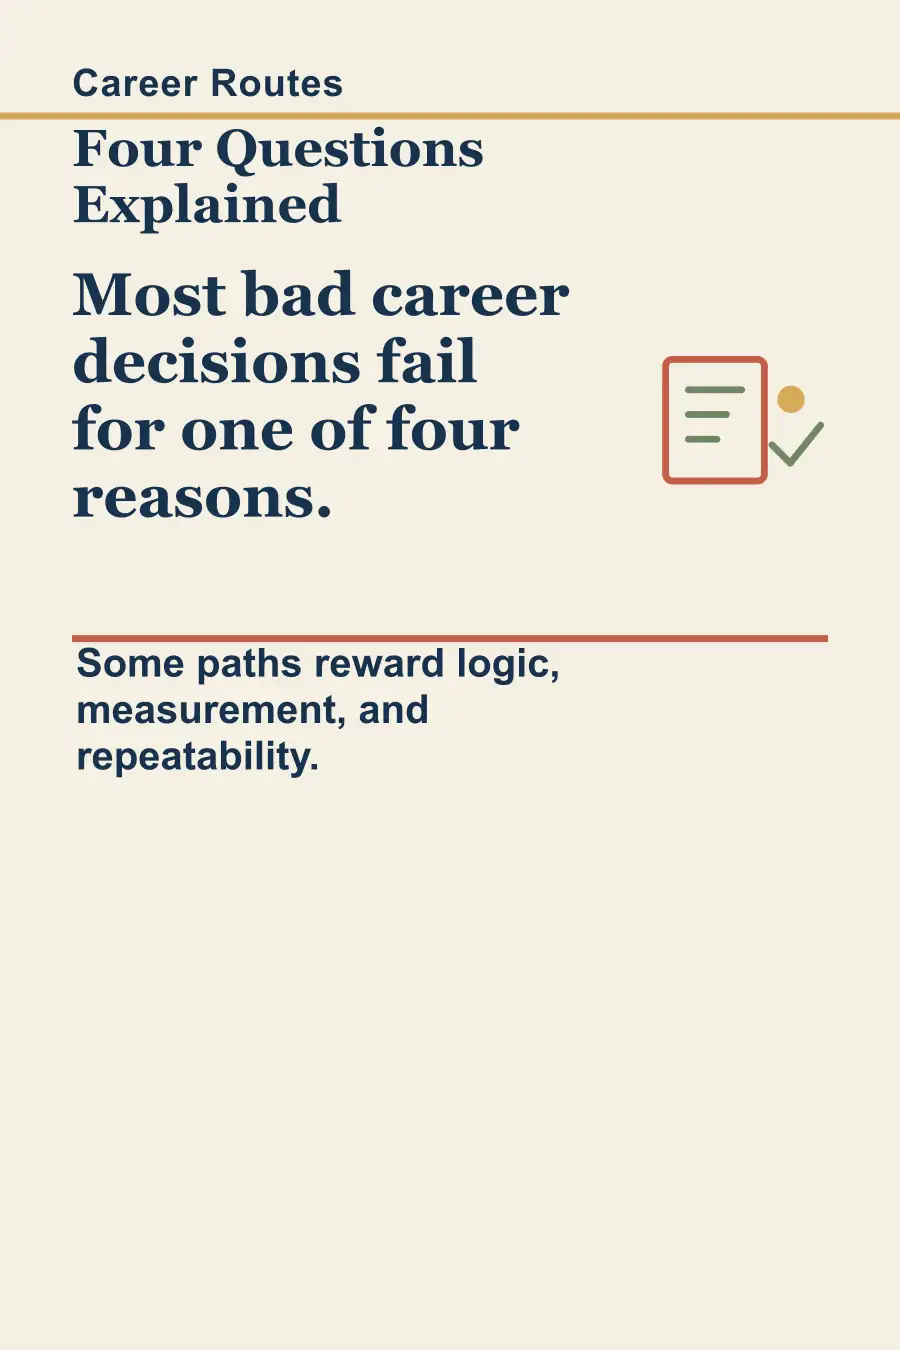 Career Routes
Four Questions
Explained
Most bad career
decisions fail
for one of four
reasons.
Some paths reward logic,
measurement, and
repeatability.